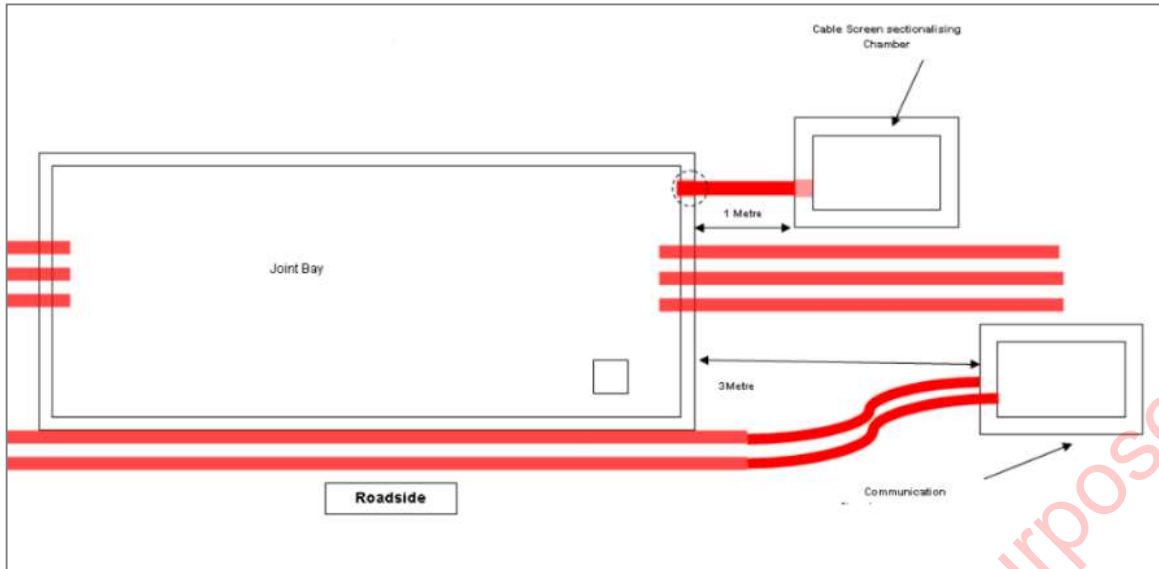 Cable Screen sectionalising
Chamber
1 Metre
Joint Bay
3Metre
Communication
Roadside